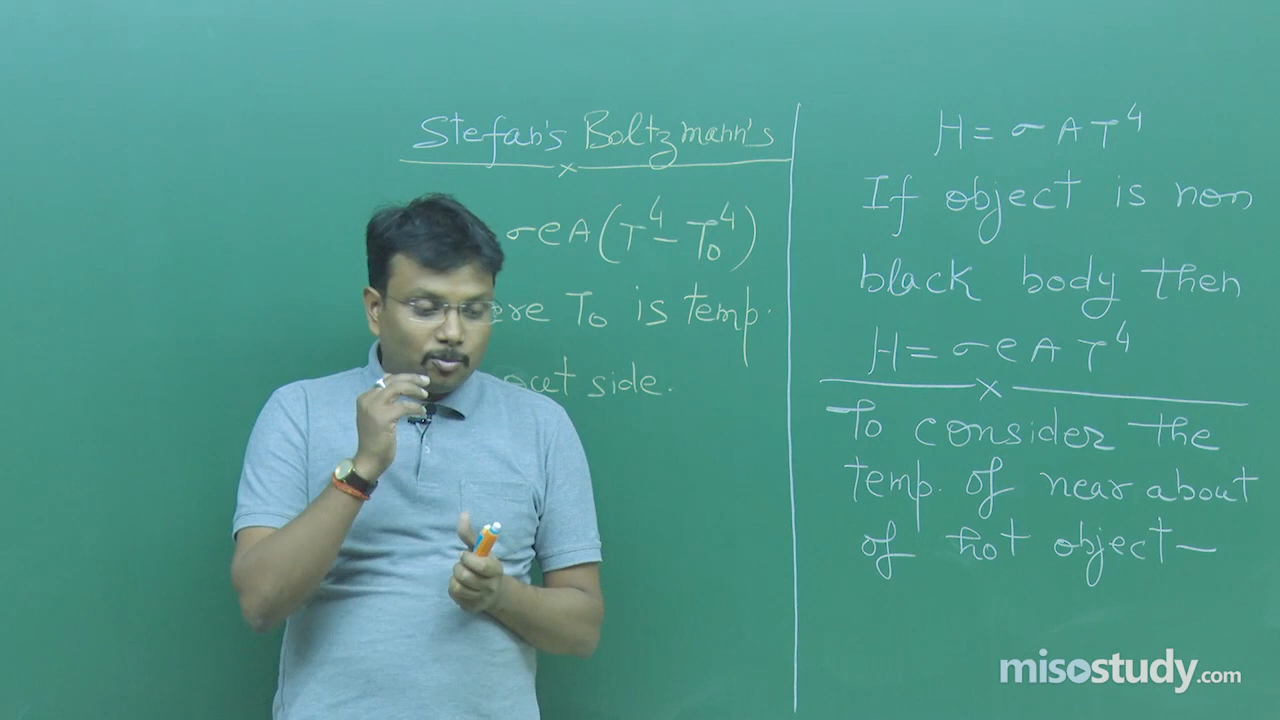 Stefan's Boltzmann's
σeA(T⁴-T₀⁴)
T₀ is temp.
side.
H = σAT⁴
If object is non
black body then
H = σeAT⁴
To consider the
temp. of near about
of hot object-
misostudy.com